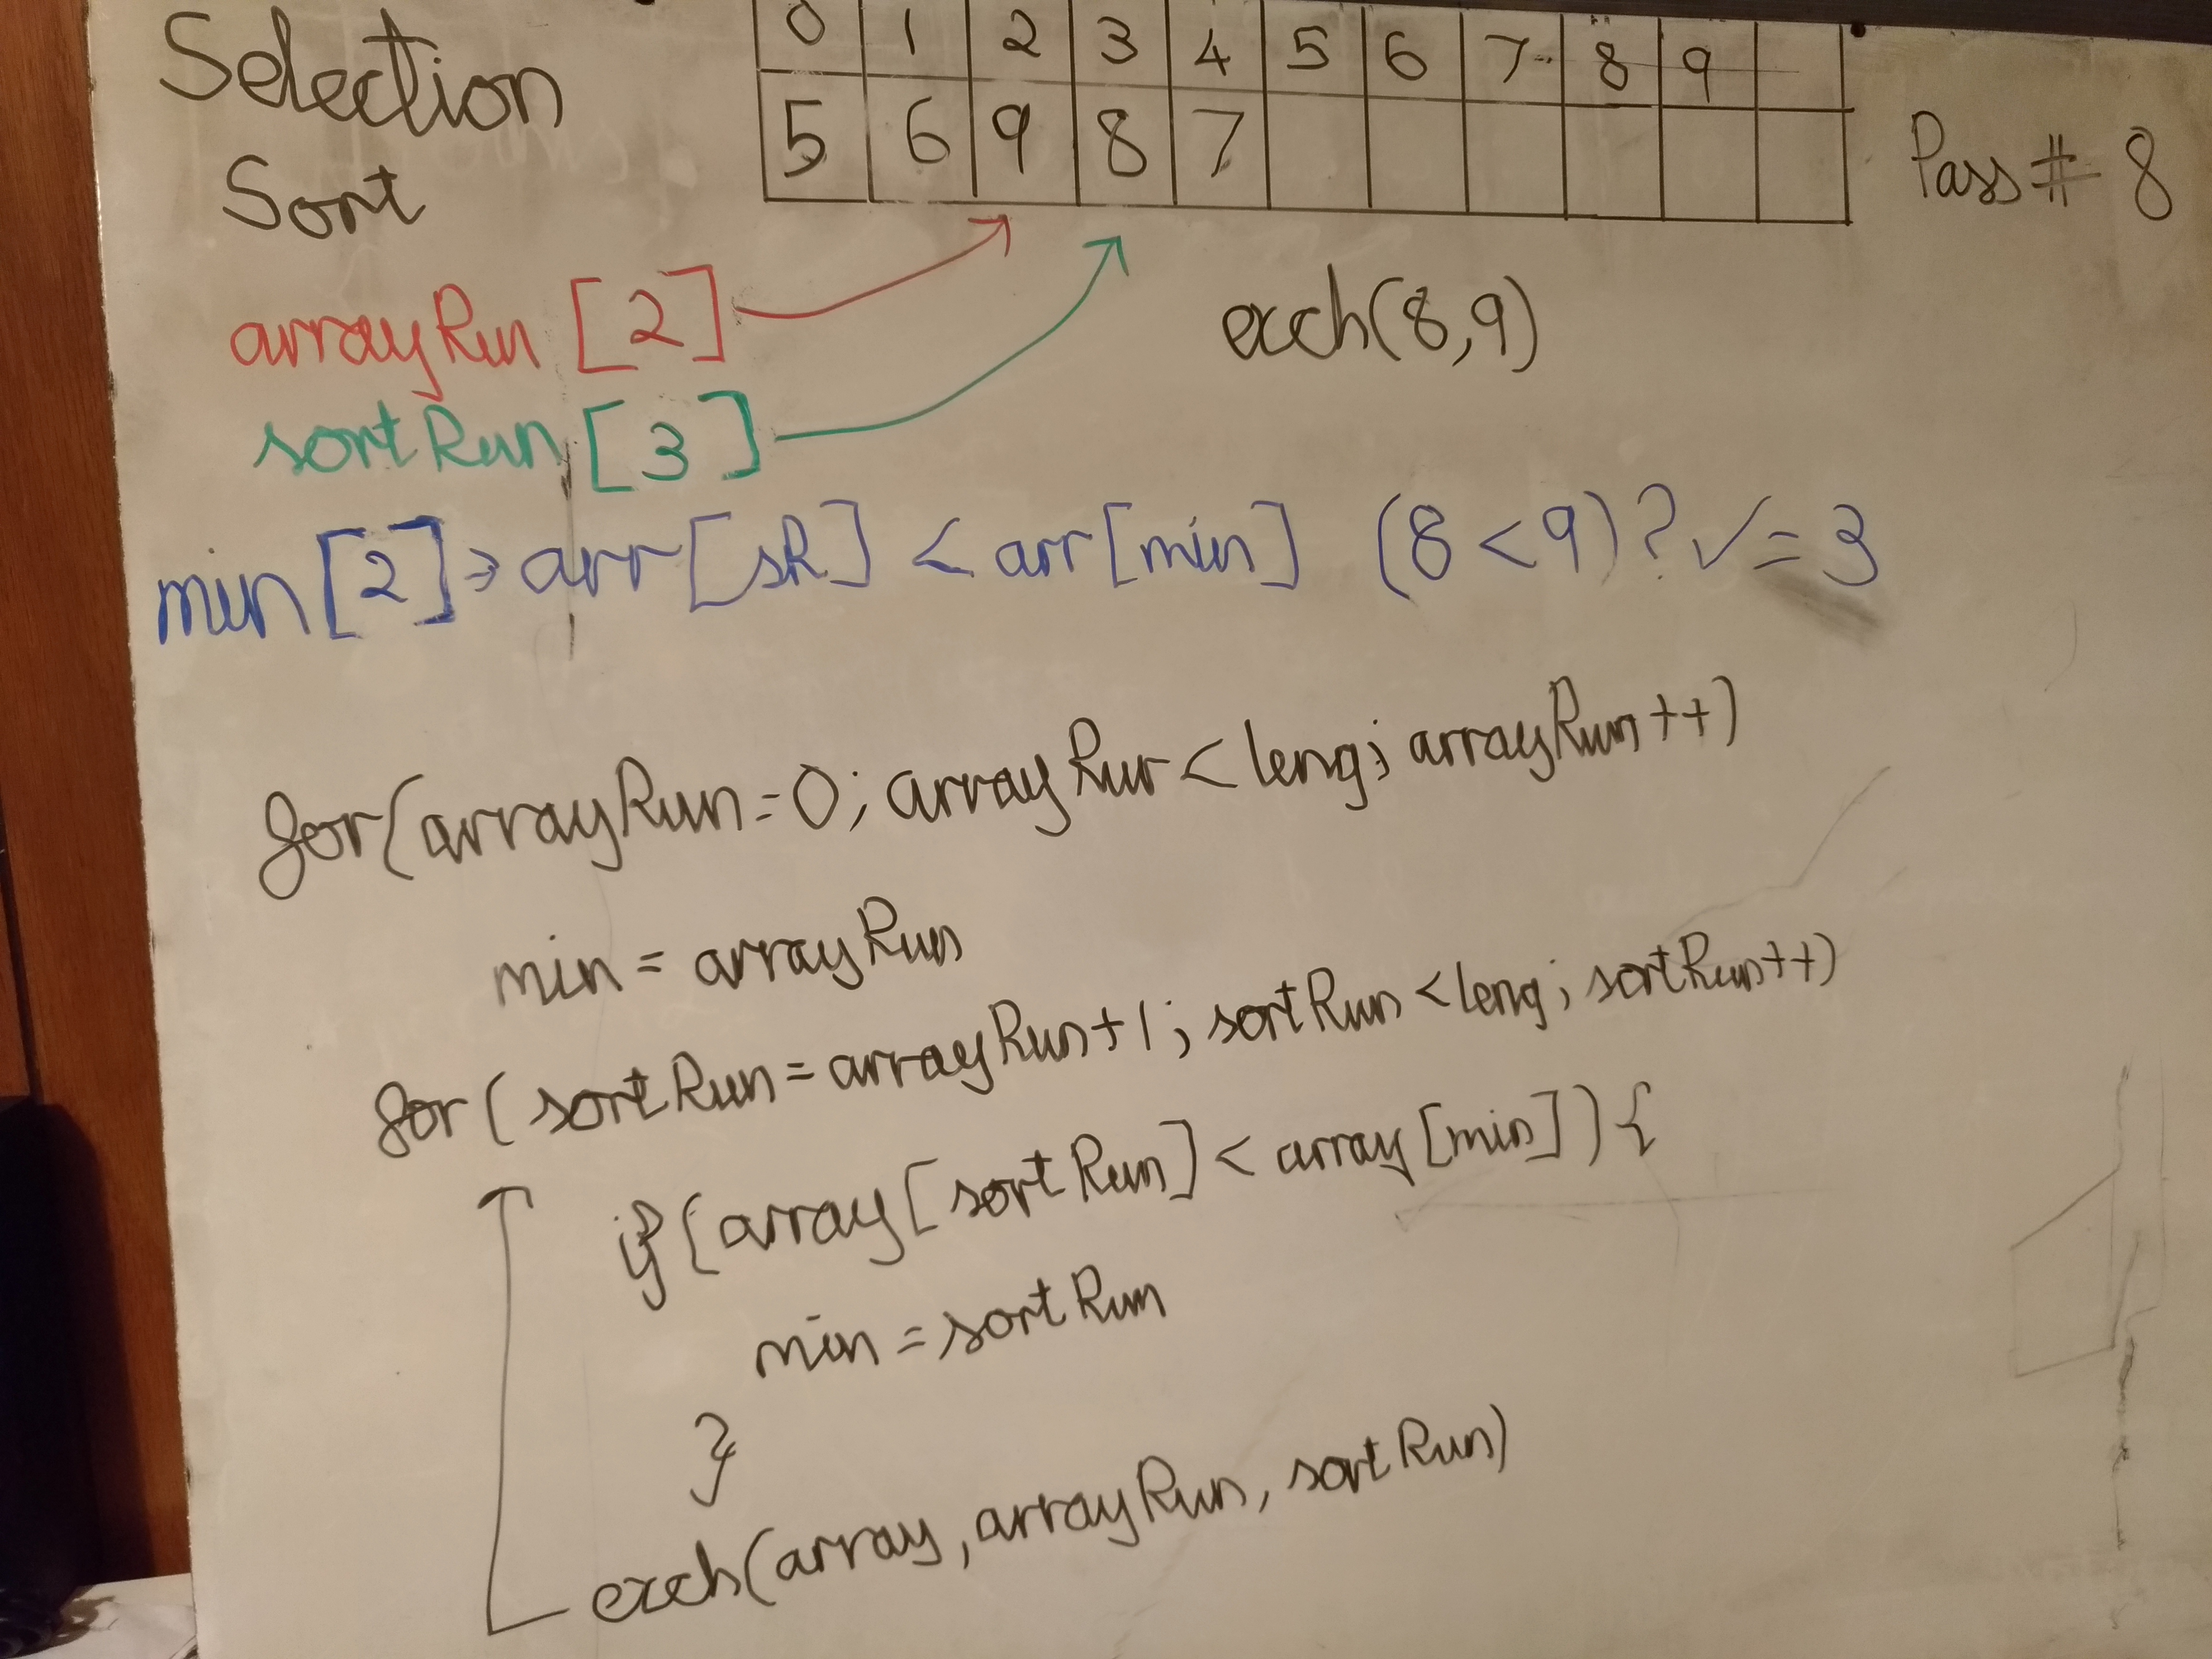 Selection
Sort
0 1 2 3 4 5 6 7 8 9
5 6 9 8 7
Pass # 8
arrayRun [2]
exch(8,9)
sortRun [3]
min[2]⇒ arr[sR] < arr[min] (8<9)?✓=3
for(arrayRun=0; arrayRun<leng; arrayRun++)
min = arrayRun
for(sortRun=arrayRun+1; sortRun<leng; sortRun++)
if(array[sortRun]<array[min]){
min=sortRun
}
exch(array,arrayRun,sortRun)